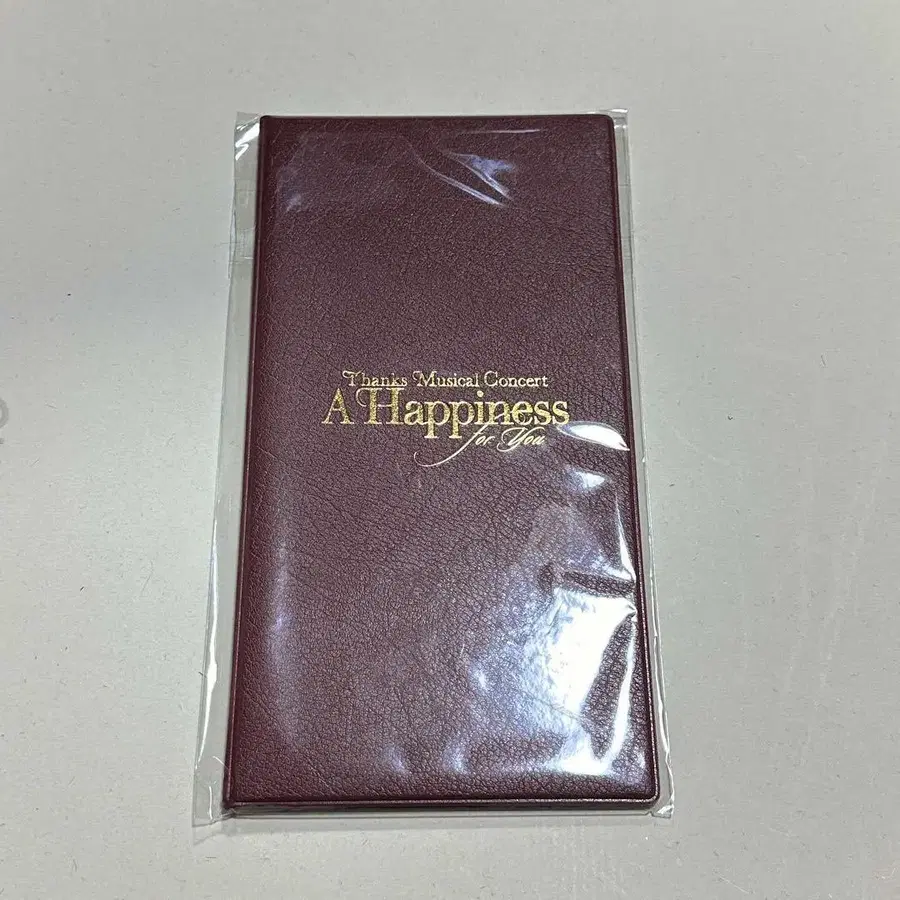 Thanks Musical Concert
A Happiness
for You